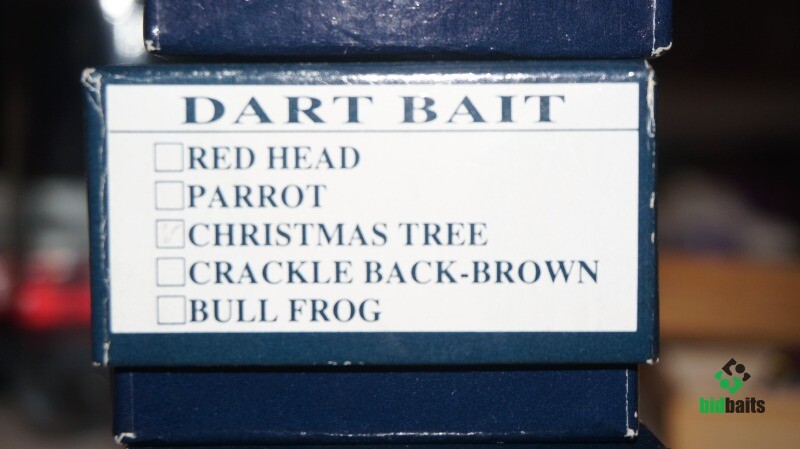 DART BAIT
RED HEAD
PARROT
CHRISTMAS TREE
CRACKLE BACK-BROWN
BULL FROG
bidbaits